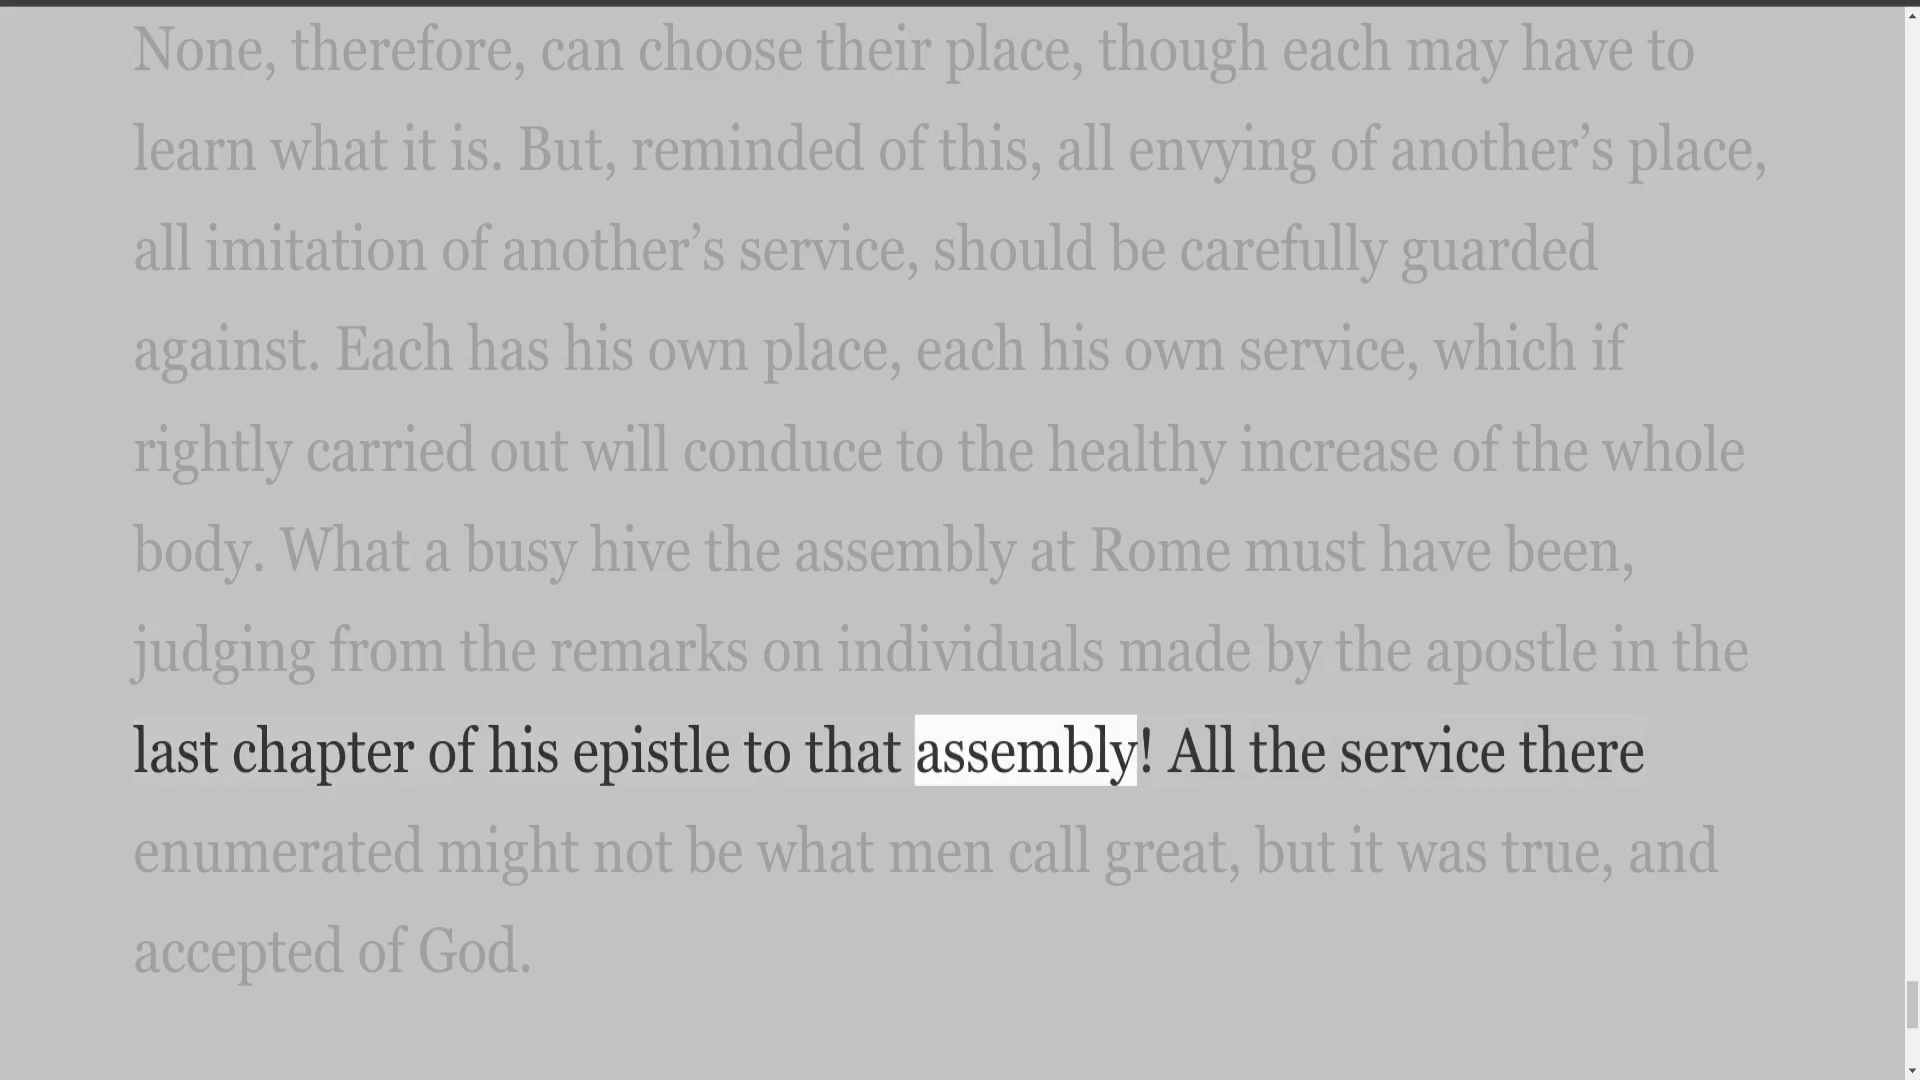 None, therefore, can choose their place, though each may have to
learn what it is. But, reminded of this, all envying of another’s place,
all imitation of another’s service, should be carefully guarded
against. Each has his own place, each his own service, which if
rightly carried out will conduce to the healthy increase of the whole
body. What a busy hive the assembly at Rome must have been,
judging from the remarks on individuals made by the apostle in the
last chapter of his epistle to that assembly! All the service there
enumerated might not be what men call great, but it was true, and
accepted of God.